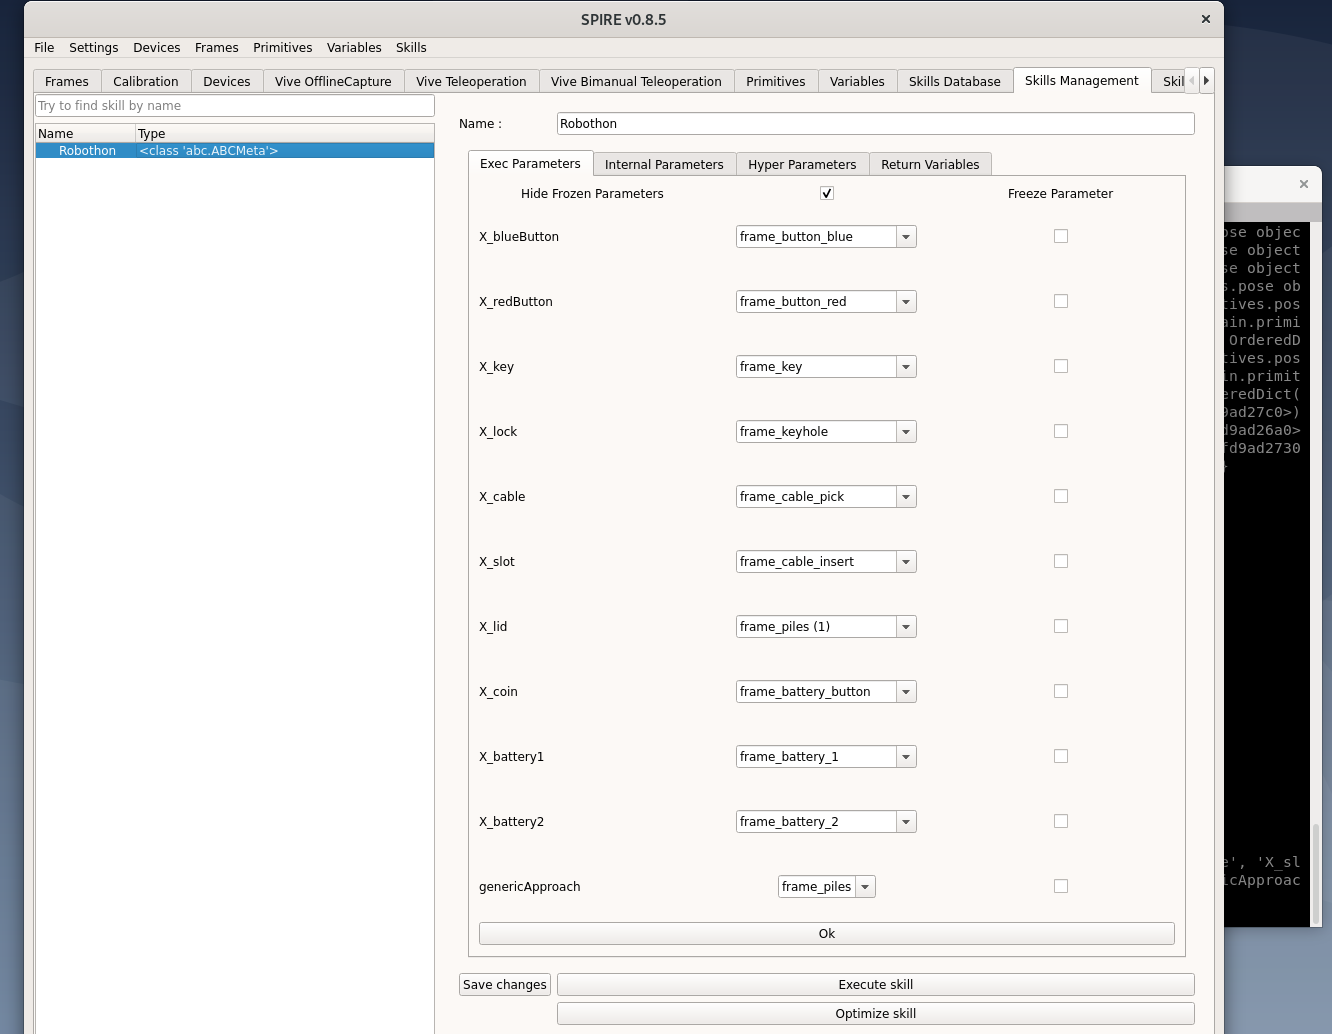 SPIRE v0.8.5
File Settings Devices Frames Primitives Variables Skills
Frames Calibration Devices Vive OfflineCapture Vive Teleoperation Vive Bimanual Teleoperation Primitives Variables Skills Database Skills Management Skil
Try to find skill by name
Name Type
Robothon <class 'abc.ABCMeta'>
Name : Robothon
Exec Parameters Internal Parameters Hyper Parameters Return Variables
Hide Frozen Parameters Freeze Parameter
X_blueButton frame_button_blue
X_redButton frame_button_red
X_key frame_key
X_lock frame_keyhole
X_cable frame_cable_pick
X_slot frame_cable_insert
X_lid frame_piles (1)
X_coin frame_battery_button
X_battery1 frame_battery_1
X_battery2 frame_battery_2
genericApproach frame_piles
Ok
Save changes Execute skill
Optimize skill
ose objec
se object
se object
s.pose ob
tives.pos
ain.primi
OrderedD
tives.pos
in.primit
eredDict(
9ad27c0>)
d9ad26a0>
fd9ad2730
}
e', 'X_sl
icApproac